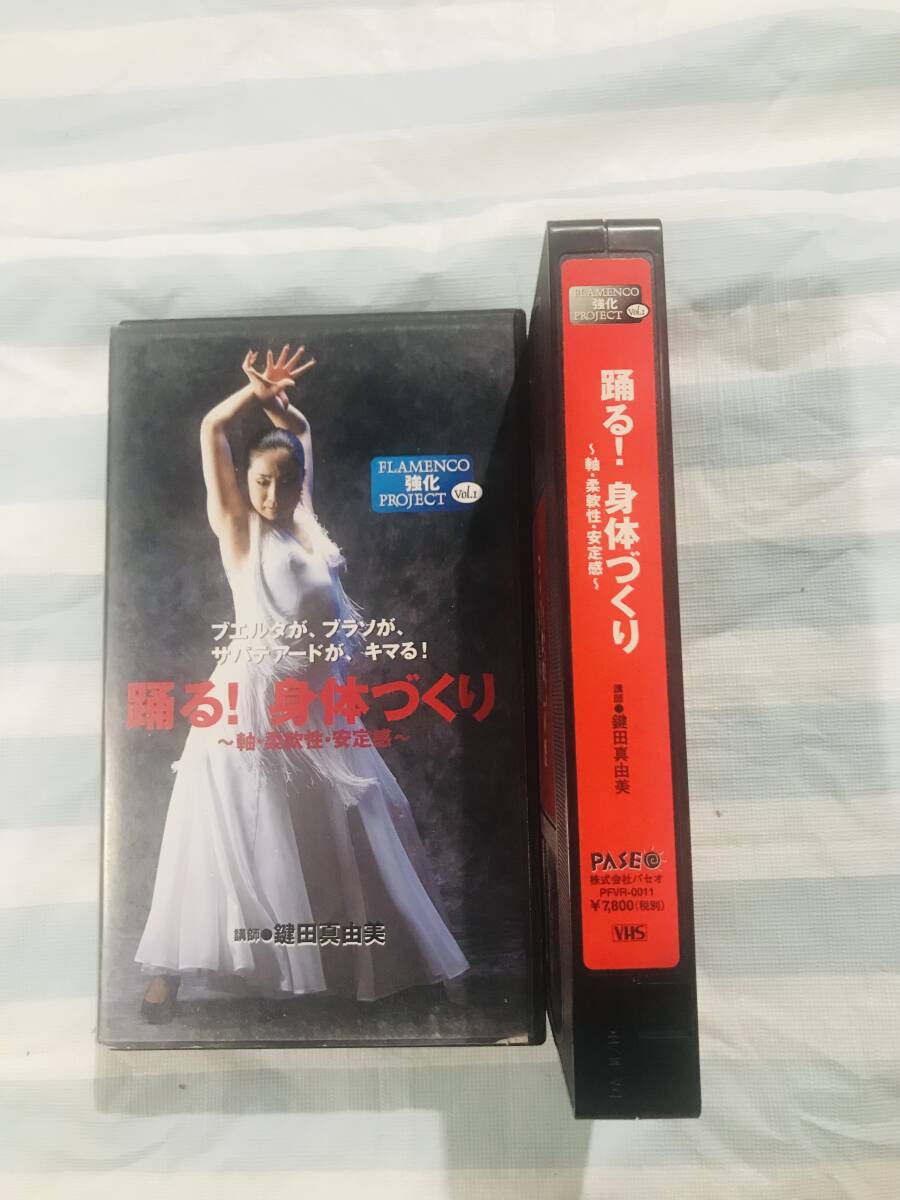 FLAMENCO
強化
PROJECT Vol.1
ブエルタが、ブラソが、
サパテアードが、キマる!
踊る! 身体づくり
〜軸・柔軟性・安定感〜
講師●鍵田真由美
FLAMENCO
強化
PROJECT Vol.1
踊る! 身体づくり
〜軸・柔軟性・安定感〜
講師●鍵田真由美
PASEO
株式会社パセオ
PFVR-0011
¥7,800(税別)
VHS